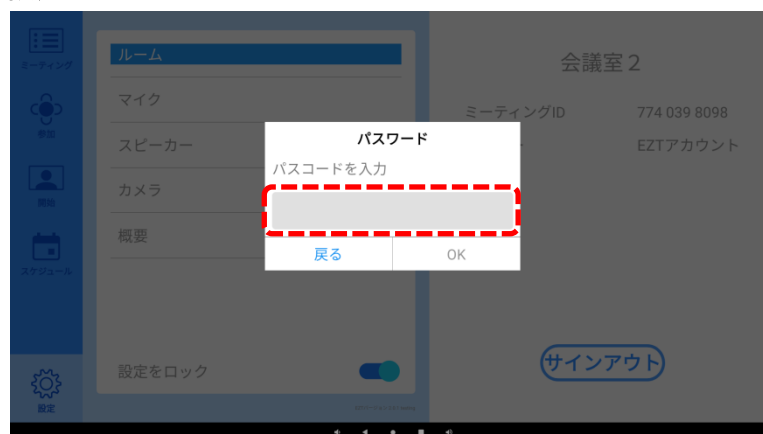 ミーティング
参加
開始
スケジュール
設定
ルーム
マイク
スピーカー
カメラ
概要
設定をロック
パスワード
パスコードを入力
戻る
OK
会議室2
ミーティングID 774 039 8098
EZTアカウント
サインアウト